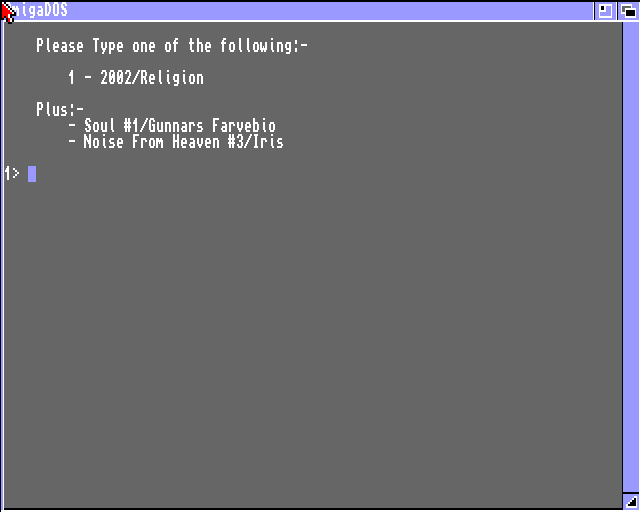 AmigaDOS
Please Type one of the following:-
1 - 2002/Religion
Plus:-
- Soul #1/Gunnars Farvebio
- Noise From Heaven #3/Iris
1>